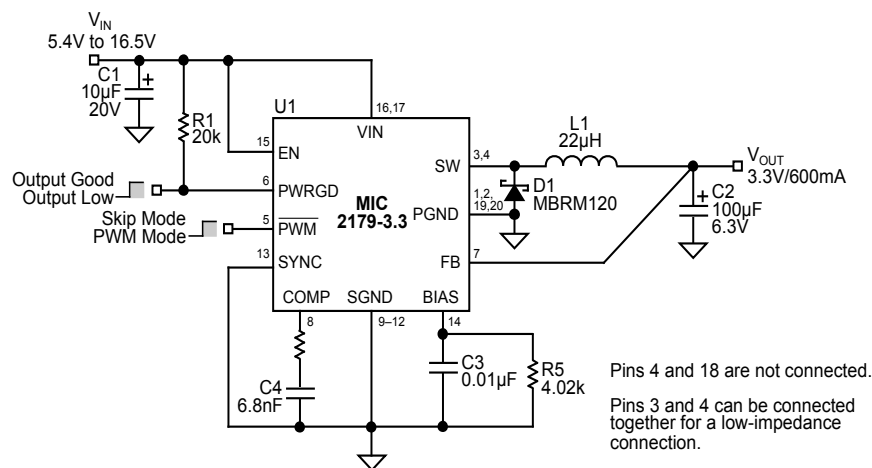 VIN
5.4V to 16.5V
C1
10µF
20V
R1
20k
U1
16,17
VIN
15
EN
6
PWRGD
5
PWM
13
SYNC
MIC
2179-3.3
SW
3,4
PGND
1,2,
19,20
FB
7
COMP
8
SGND
9–12
BIAS
14
L1
22µH
D1
MBRM120
VOUT
3.3V/600mA
C2
100µF
6.3V
Output Good
Output Low
Skip Mode
PWM Mode
C4
6.8nF
C3
0.01µF
R5
4.02k
Pins 4 and 18 are not connected.
Pins 3 and 4 can be connected
together for a low-impedance
connection.